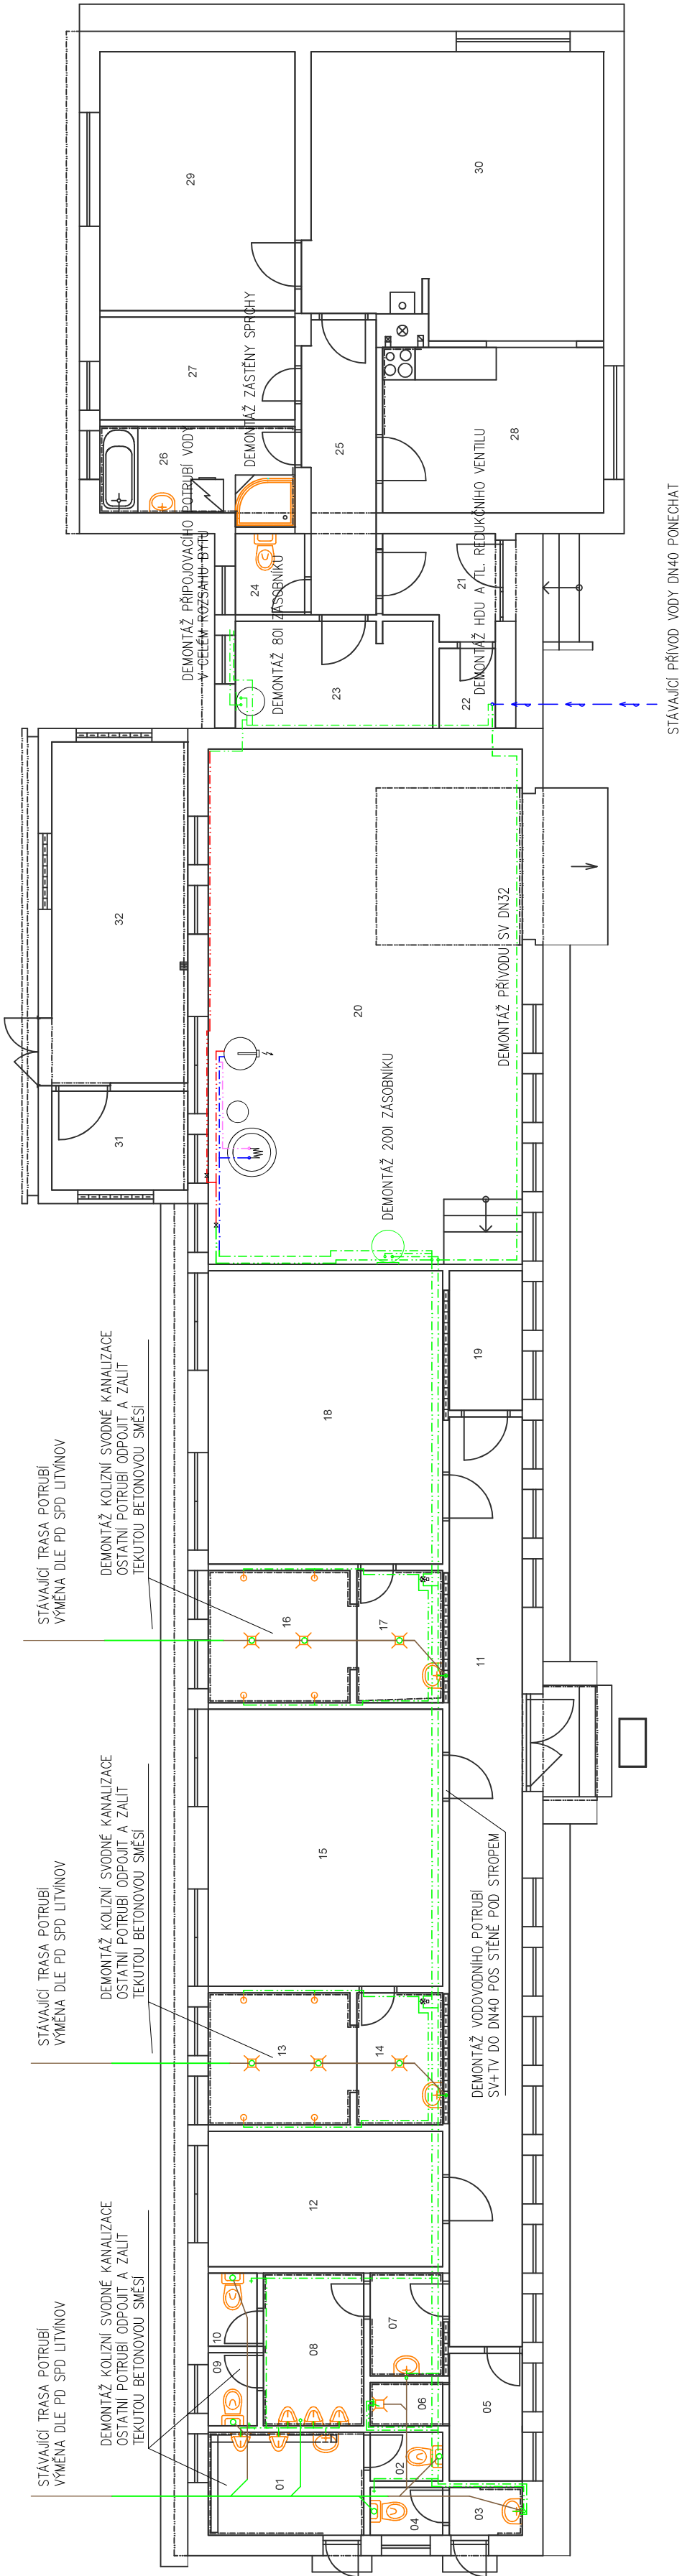 29
30
27
DEMONTÁŽ ZÁSTĚNY SPRCHY
26
25
28
DEMONTÁŽ PŘIPOJOVACÍHO POTRUBÍ VODY
V CELÉM ROZSAHU BYTU
24
DEMONTÁŽ 80l ZÁSOBNÍKU
21
DEMONTÁŽ HDU A TL. REDUKČNÍHO VENTILU
23
22
STÁVAJÍCÍ PŘÍVOD VODY DN40 PONECHAT
32
20
DEMONTÁŽ PŘÍVODU SV DN32
31
DEMONTÁŽ 200l ZÁSOBNÍKU
19
18
STÁVAJÍCÍ TRASA POTRUBÍ
VÝMĚNA DLE PD SPD LITVÍNOV
DEMONTÁŽ KOLIZNÍ SVODNÉ KANALIZACE
OSTATNÍ POTRUBÍ ODPOJIT A ZALÍT
TEKUTOU BETONOVOU SMĚSÍ
16
17
11
15
STÁVAJÍCÍ TRASA POTRUBÍ
VÝMĚNA DLE PD SPD LITVÍNOV
DEMONTÁŽ KOLIZNÍ SVODNÉ KANALIZACE
OSTATNÍ POTRUBÍ ODPOJIT A ZALÍT
TEKUTOU BETONOVOU SMĚSÍ
DEMONTÁŽ VODOVODNÍHO POTRUBÍ
SV+TV DO DN40 POS STĚNĚ POD STROPEM
13
14
12
STÁVAJÍCÍ TRASA POTRUBÍ
VÝMĚNA DLE PD SPD LITVÍNOV
DEMONTÁŽ KOLIZNÍ SVODNÉ KANALIZACE
OSTATNÍ POTRUBÍ ODPOJIT A ZALÍT
TEKUTOU BETONOVOU SMĚSÍ
10
09
08
07
06
05
01
02
04
03